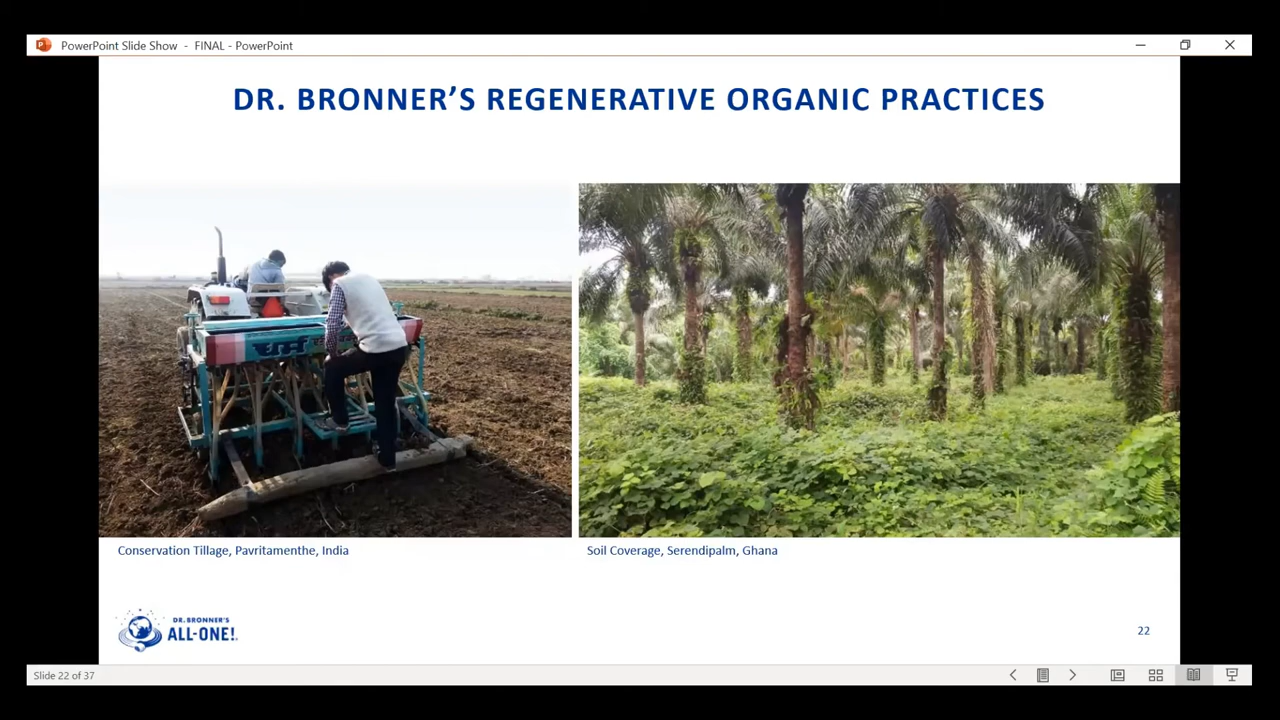 PowerPoint Slide Show - FINAL - PowerPoint
DR. BRONNER'S REGENERATIVE ORGANIC PRACTICES
Conservation Tillage, Pavritamenthe, India
Soil Coverage, Serendipalm, Ghana
DR. BRONNER'S
ALL-ONE!
22
Slide 22 of 37